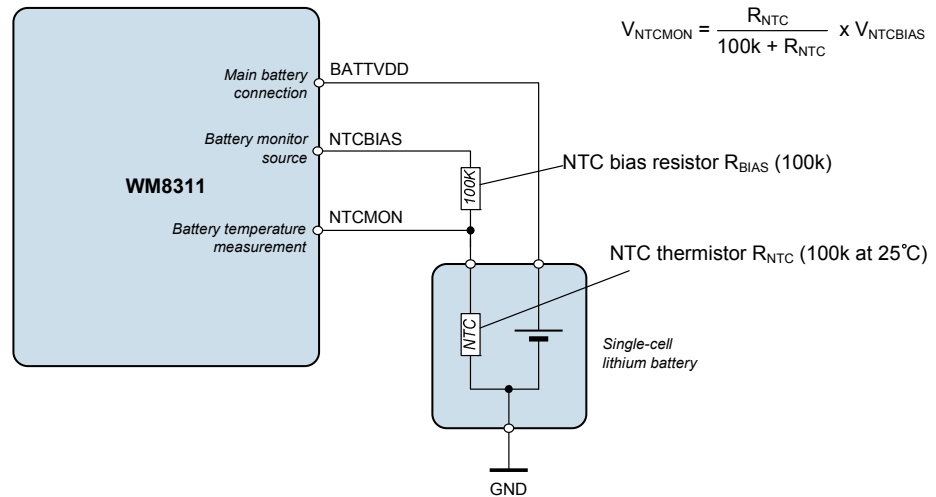 V_NTCMON = R_NTC / 100k + R_NTC x V_NTCBIAS
Main battery
connection
BATTVDD
Battery monitor
source
NTCBIAS
WM8311
100K
NTC bias resistor R_BIAS (100k)
Battery temperature
measurement
NTCMON
NTC thermistor R_NTC (100k at 25°C)
NTC
Single-cell
lithium battery
GND